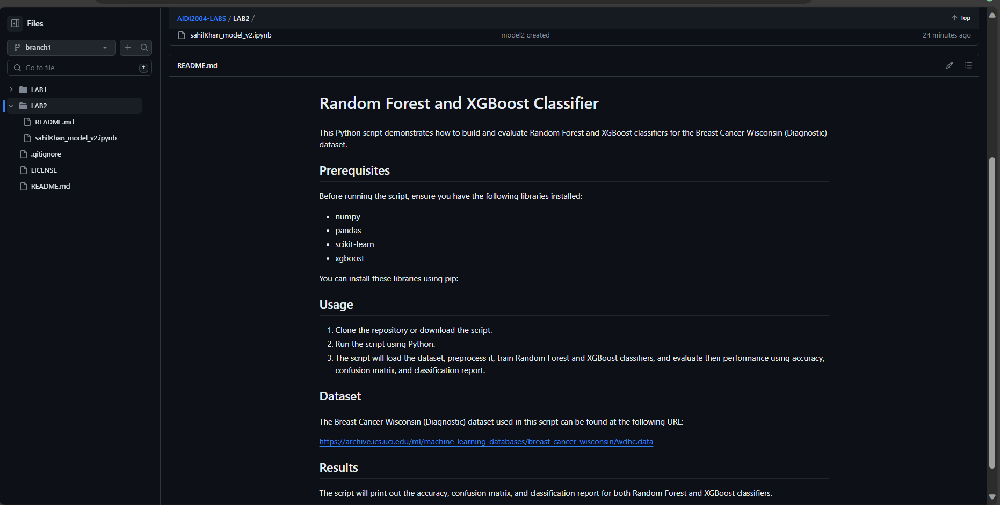 Files
branch1
Go to file
t
LAB1
LAB2
README.md
sahilKhan_model_v2.ipynb
.gitignore
LICENSE
README.md
AIDI2004-LABS / LAB2 /
Top
sahilKhan_model_v2.ipynb model2 created 24 minutes ago
README.md
Random Forest and XGBoost Classifier
This Python script demonstrates how to build and evaluate Random Forest and XGBoost classifiers for the Breast Cancer Wisconsin (Diagnostic)
dataset.
Prerequisites
Before running the script, ensure you have the following libraries installed:
• numpy
• pandas
• scikit-learn
• xgboost
You can install these libraries using pip:
Usage
1. Clone the repository or download the script.
2. Run the script using Python.
3. The script will load the dataset, preprocess it, train Random Forest and XGBoost classifiers, and evaluate their performance using accuracy,
confusion matrix, and classification report.
Dataset
The Breast Cancer Wisconsin (Diagnostic) dataset used in this script can be found at the following URL:
https://archive.ics.uci.edu/ml/machine-learning-databases/breast-cancer-wisconsin/wdbc.data
Results
The script will print out the accuracy, confusion matrix, and classification report for both Random Forest and XGBoost classifiers.